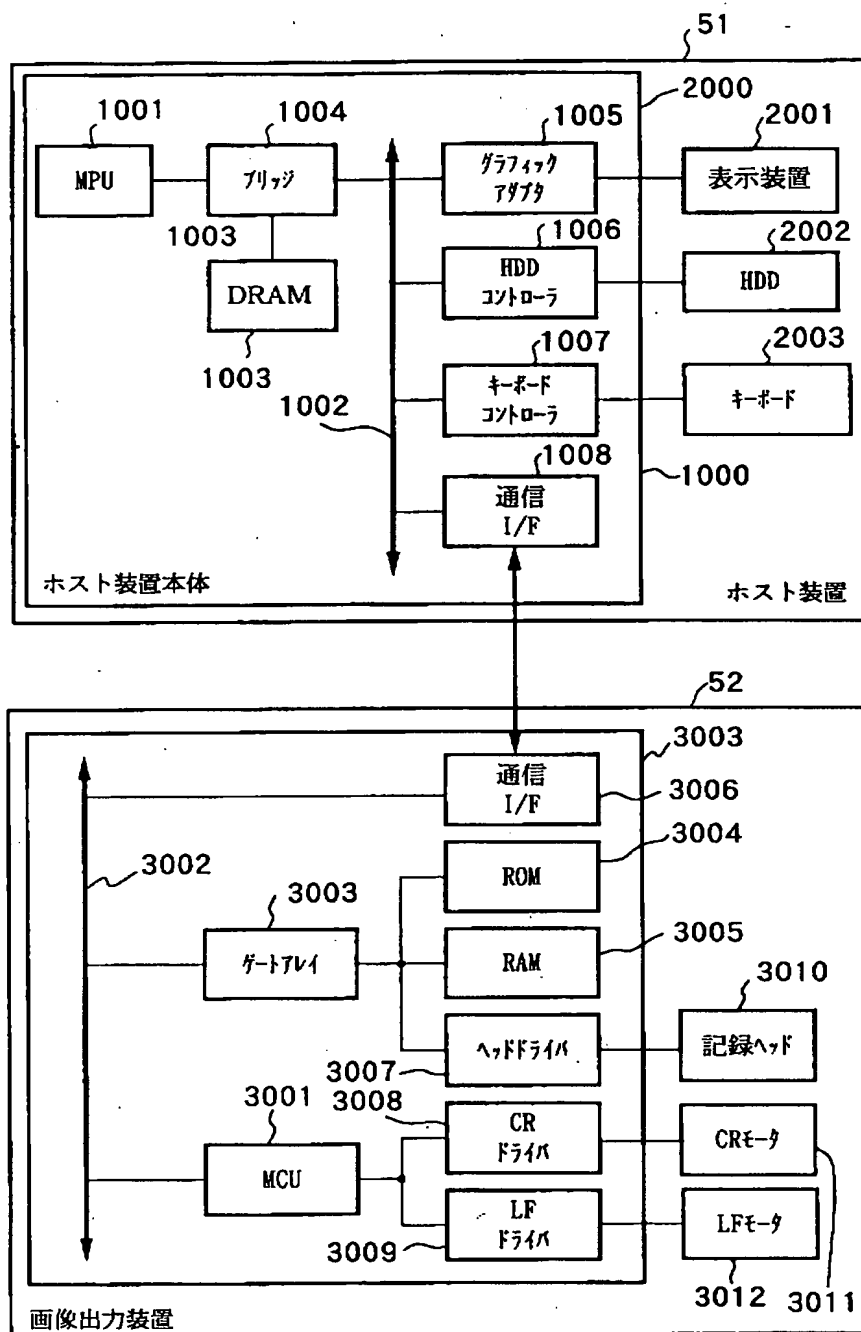 51
2000
1001
1004
1005
2001
MPU
ブリッジ
グラフィック
アダプタ
表示装置
1003
1006
2002
DRAM
HDD
コントローラ
HDD
1003
1007
2003
1002
キーボード
コントローラ
キーボード
1008
1000
通信
I/F
ホスト装置本体
ホスト装置
52
3003
通信
I/F
3006
3004
3002
ROM
3003
3005
ゲートアレイ
RAM
3010
ヘッドドライバ
記録ヘッド
3007
3008
3001
CR
ドライバ
CRモータ
MCU
LF
ドライバ
LFモータ
3009
3012
3011
画像出力装置